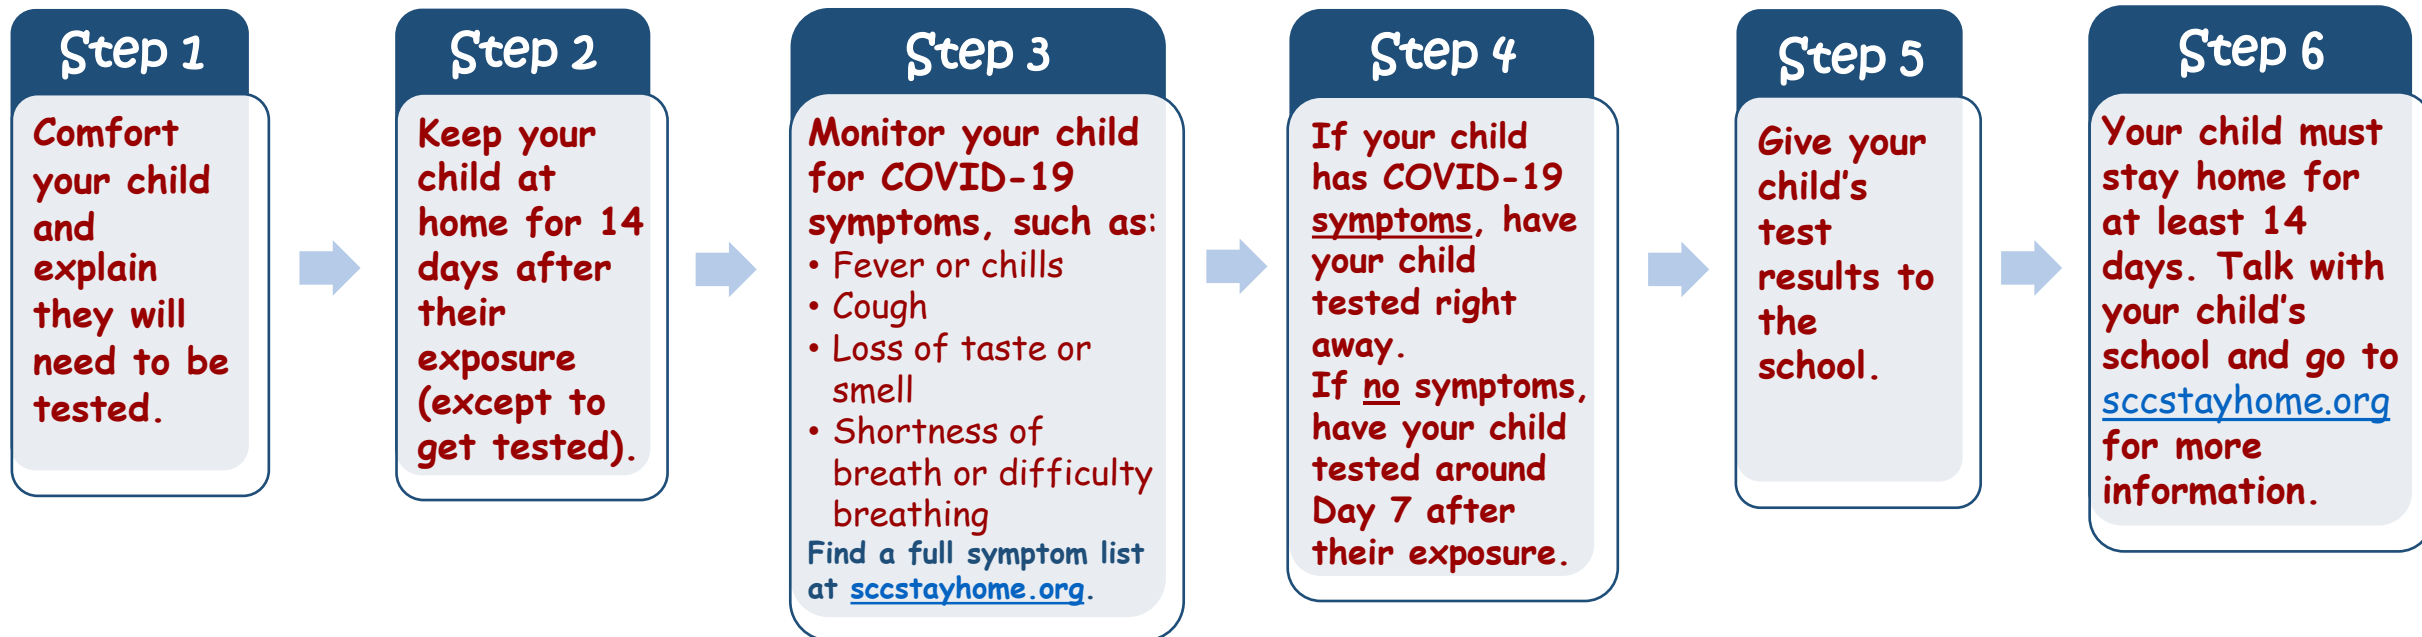 Step 1
Comfort
your child
and
explain
they will
need to be
tested.
Step 2
Keep your
child at
home for 14
days after
their
exposure
(except to
get tested).
Step 3
Monitor your child
for COVID-19
symptoms, such as:
• Fever or chills
• Cough
• Loss of taste or
smell
• Shortness of
breath or difficulty
breathing
Find a full symptom list
at sccstayhome.org.
Step 4
If your child
has COVID-19
symptoms, have
your child
tested right
away.
If no symptoms,
have your child
tested around
Day 7 after
their exposure.
Step 5
Give your
child's
test
results to
the
school.
Step 6
Your child must
stay home for
at least 14
days. Talk with
your child's
school and go to
sccstayhome.org
for more
information.